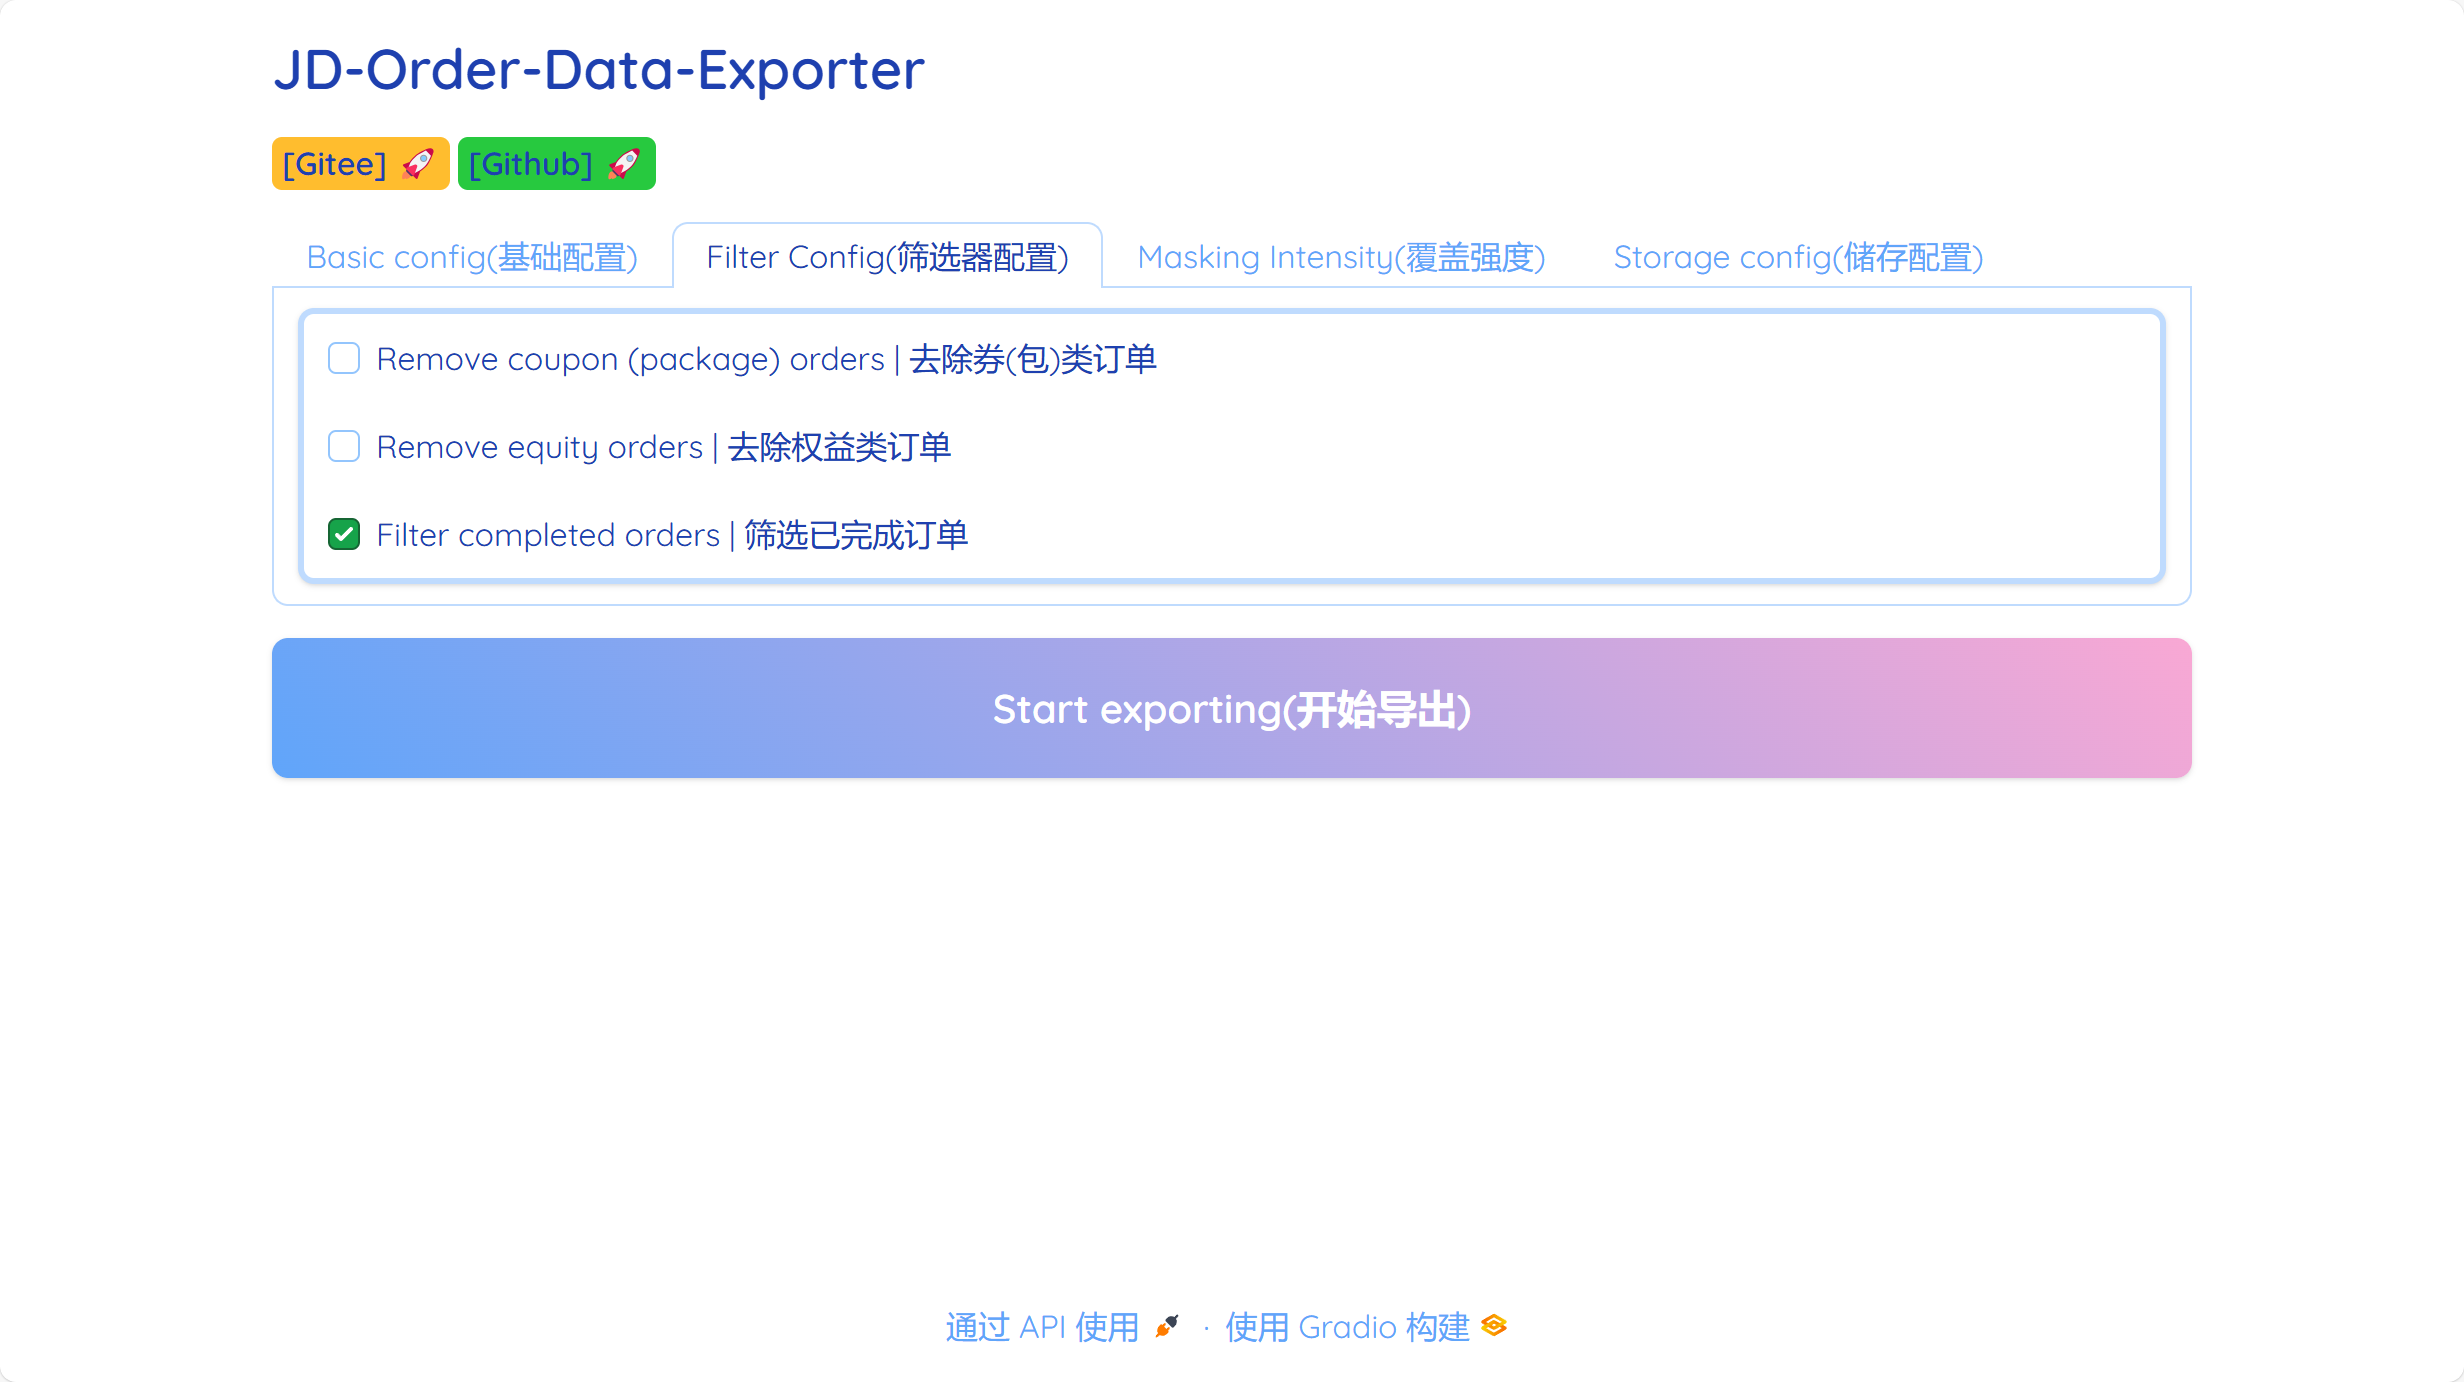 JD-Order-Data-Exporter
[Gitee] 🚀 [Github] 🚀
Basic config(基础配置) Filter Config(筛选器配置) Masking Intensity(覆盖强度) Storage config(储存配置)
Remove coupon (package) orders | 去除券(包)类订单
Remove equity orders | 去除权益类订单
Filter completed orders | 筛选已完成订单
Start exporting(开始导出)
通过 API 使用 · 使用 Gradio 构建